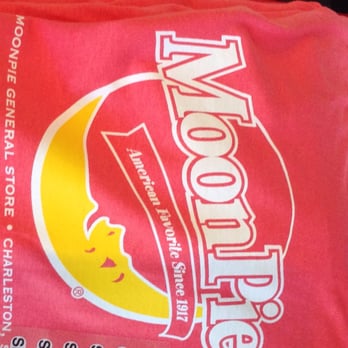 MoonPie
American Favorite Since 1917
®
MOONPIE GENERAL STORE • CHARLESTON,
S S S S